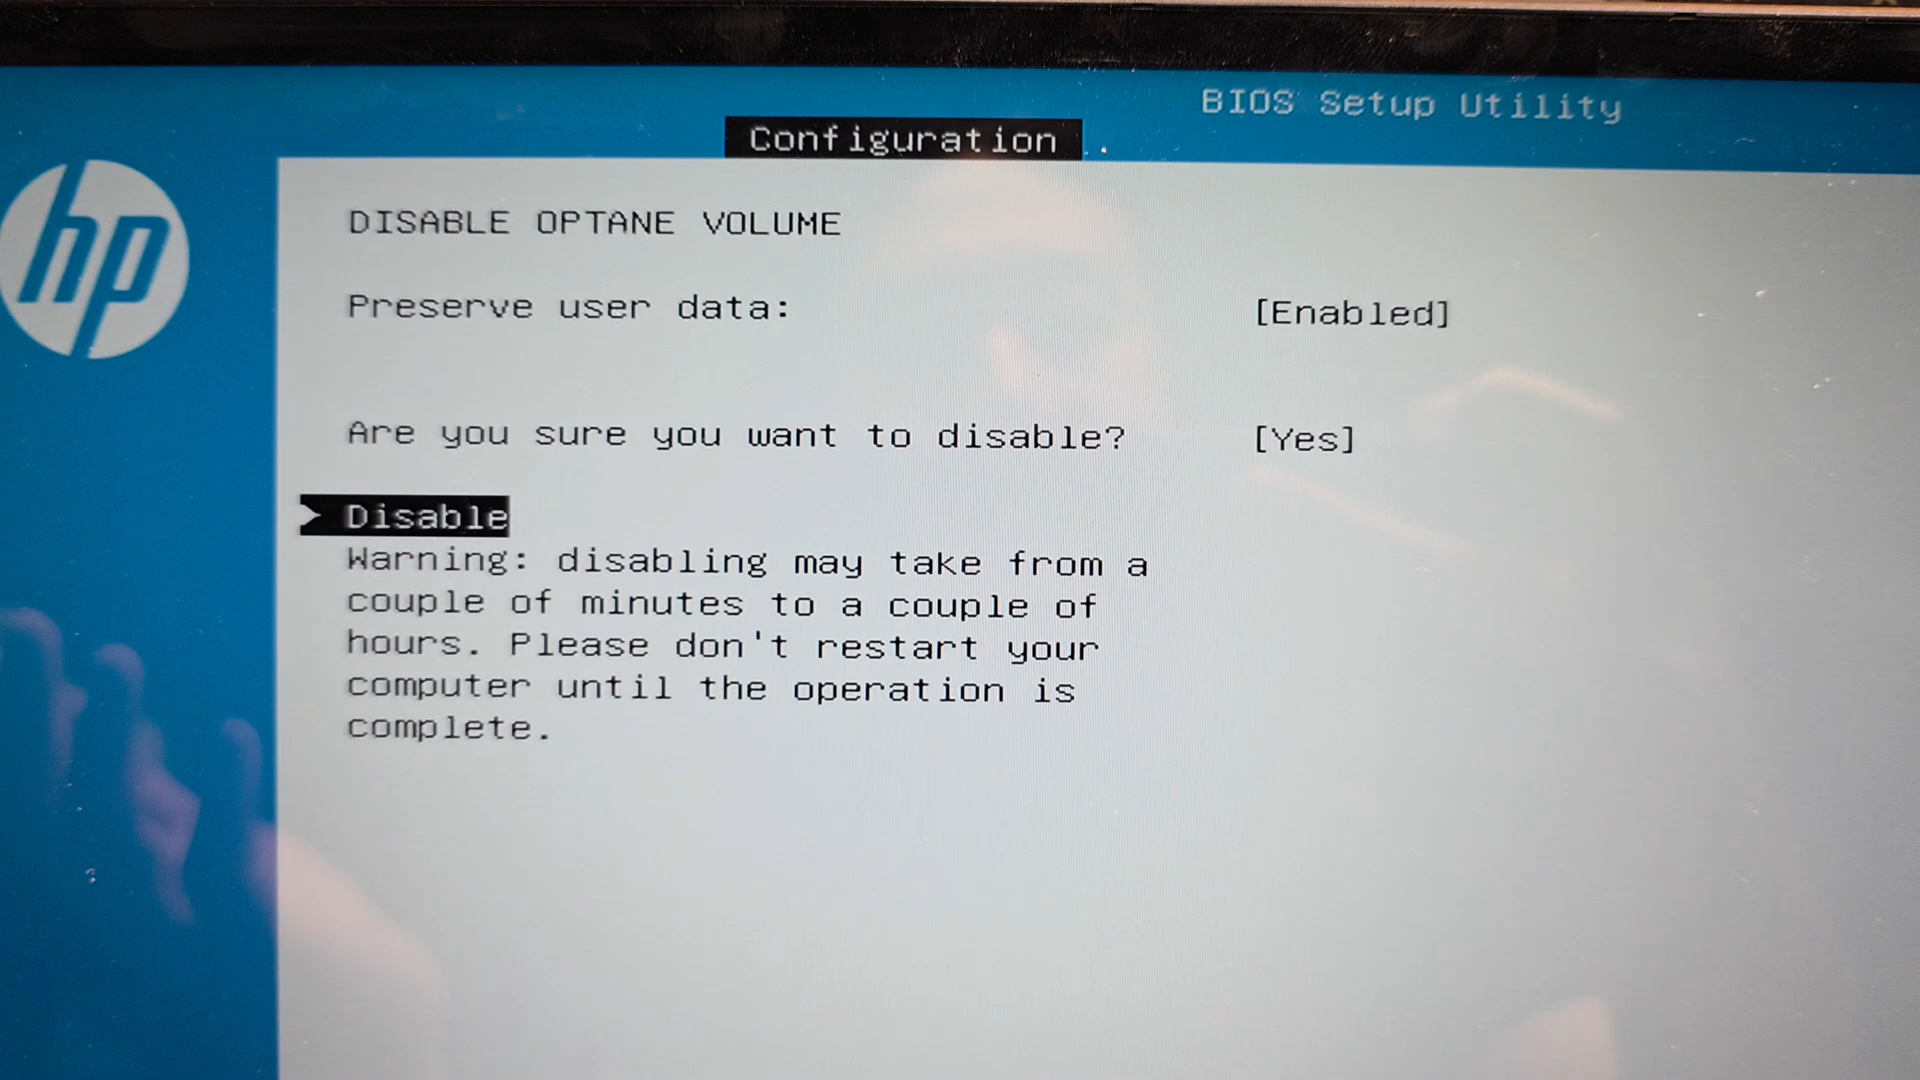 BIOS Setup Utility
Configuration
hp
DISABLE OPTANE VOLUME
Preserve user data: [Enabled]
Are you sure you want to disable? [Yes]
Disable
Warning: disabling may take from a
couple of minutes to a couple of
hours. Please don't restart your
computer until the operation is
complete.